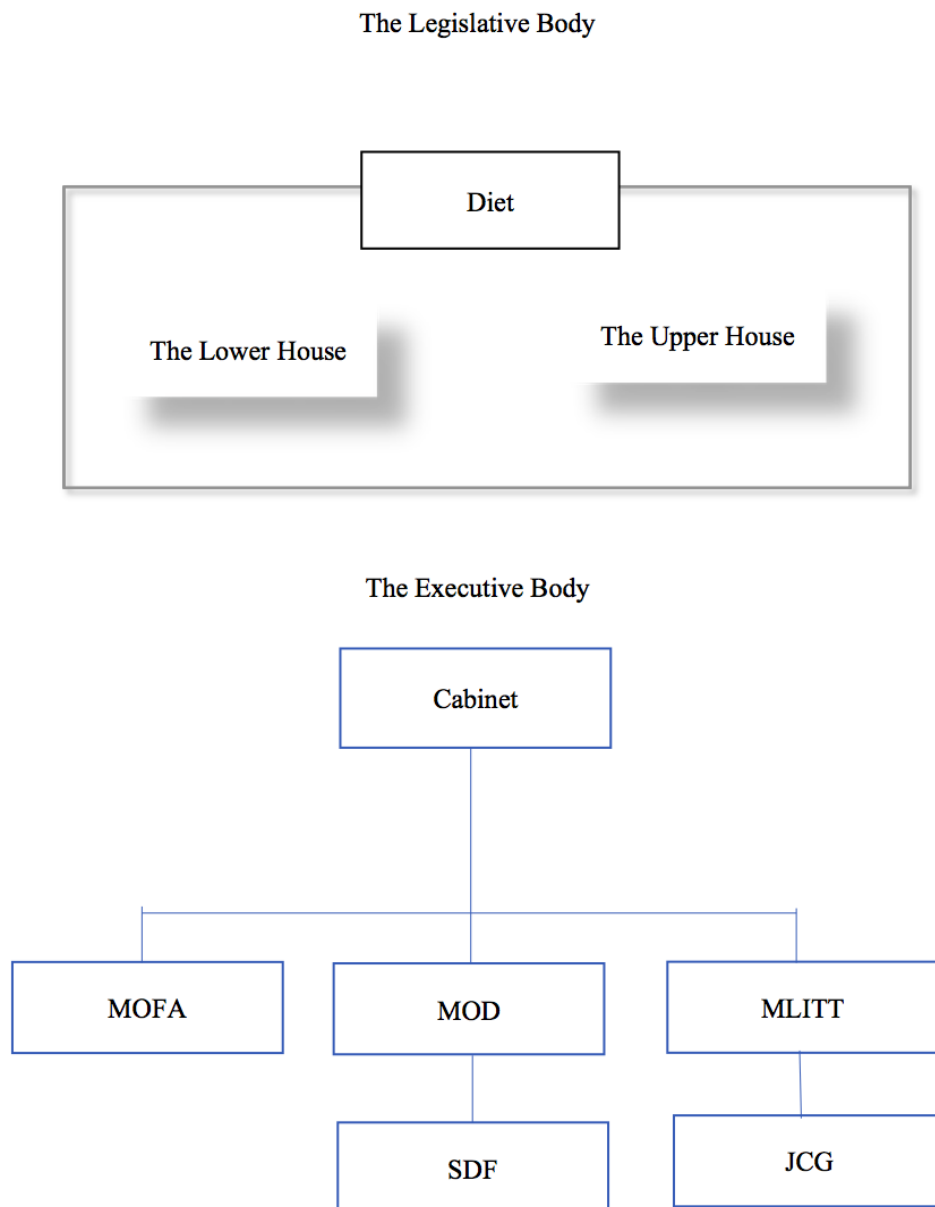 The Legislative Body
Diet
The Lower House
The Upper House
The Executive Body
Cabinet
MOFA
MOD
MLITT
SDF
JCG